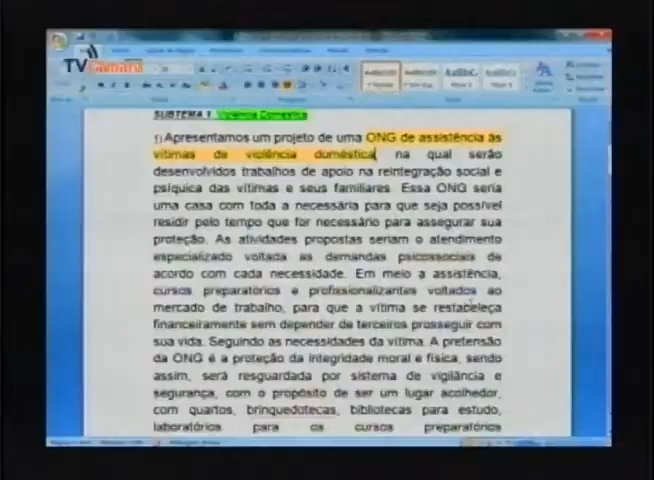 TV Câmara
SUBTEMA 1. Violência Doméstica
1) Apresentamos um projeto de uma ONG de assistência às
vítimas de violência doméstica, na qual serão
desenvolvidos trabalhos de apoio na reintegração social e
psíquica das vítimas e seus familiares. Essa ONG seria
uma casa com toda a necessária para que seja possível
residir pelo tempo que for necessário para assegurar sua
proteção. As atividades propostas seriam o atendimento
especializado voltada as demandas psicossociais de
acordo com cada necessidade. Em meio a assistência,
cursos preparatórios e profissionalizantes voltados ao
mercado de trabalho, para que a vítima se restabeleça
financeiramente sem depender de terceiros prosseguir com
sua vida. Seguindo as necessidades da vítima. A pretensão
da ONG é a proteção da integridade moral e física, sendo
assim, será resguardada por sistema de vigilância e
segurança, com o propósito de ser um lugar acolhedor,
com quartos, brinquedotecas, bibliotecas para estudo,
laboratórios para os cursos preparatórios